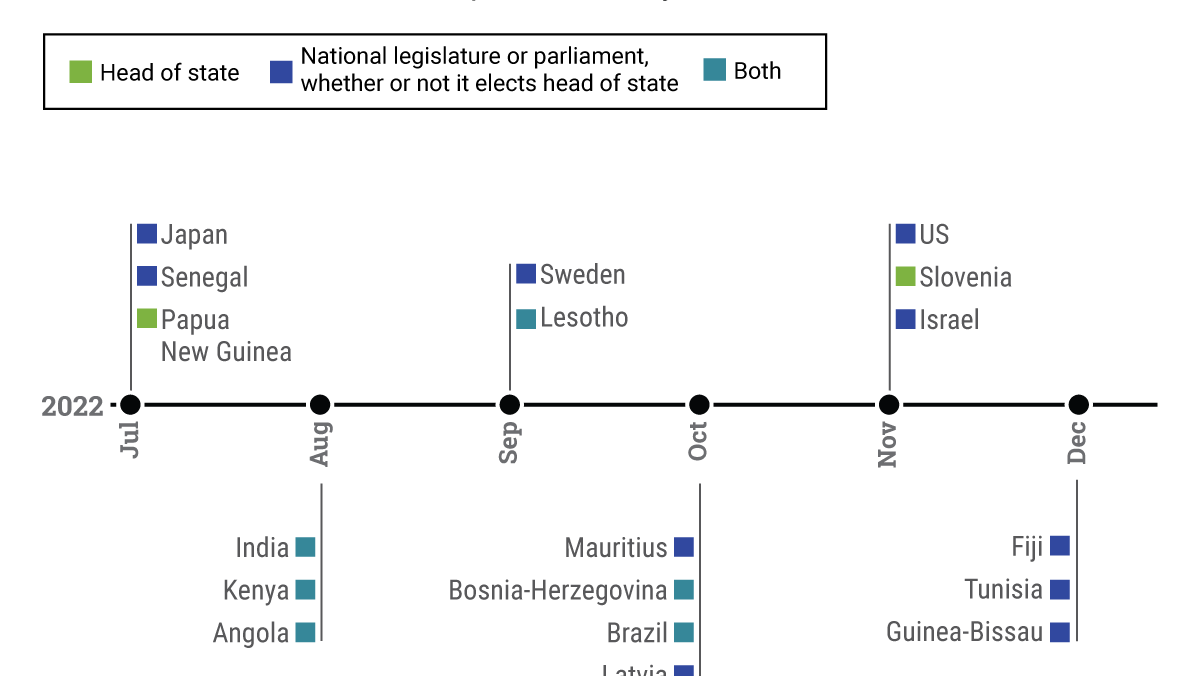 Head of state
National legislature or parliament,
whether or not it elects head of state
Both
Japan
Senegal
Papua
New Guinea
Sweden
Lesotho
US
Slovenia
Israel
2022
Jul
Aug
Sep
Oct
Nov
Dec
India
Kenya
Angola
Mauritius
Bosnia-Herzegovina
Brazil
Latvia
Fiji
Tunisia
Guinea-Bissau